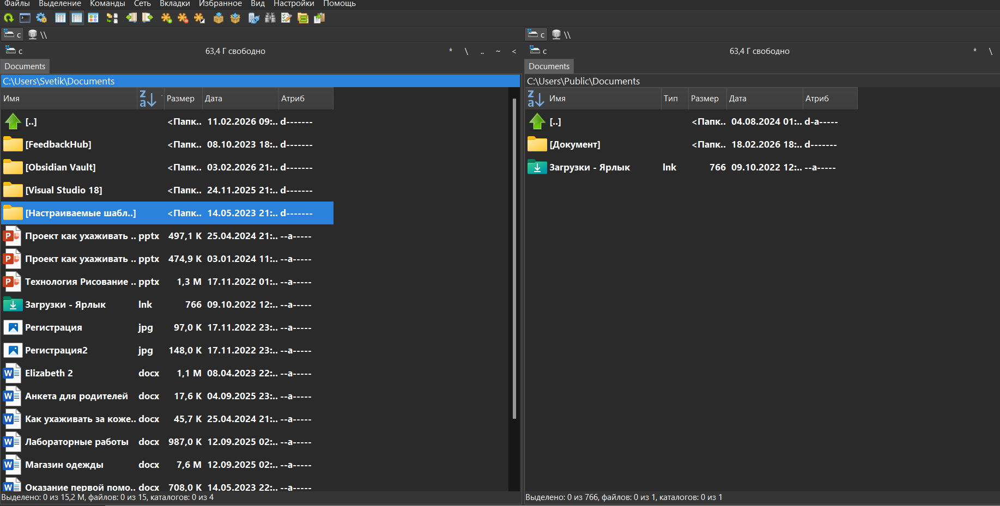 Файлы Выделение Команды Сеть Вкладки Избранное Вид Настройки Помощь
c \\ c \\
c 63,4 Г свободно * \ .. ~ < c 63,4 Г свободно * \
Documents Documents
C:\Users\Svetik\Documents C:\Users\Public\Documents
Имя Размер Дата Атриб Имя Тип Размер Дата Атриб
[..] <Папк.. 11.02.2026 09:.. d------- [..] <Папк.. 04.08.2024 01:.. d-a-----
[FeedbackHub] <Папк.. 08.10.2023 18:.. d------- [Документ] <Папк.. 18.02.2026 18:.. d-------
[Obsidian Vault] <Папк.. 03.02.2026 21:.. d------- Загрузки - Ярлык lnk 766 09.10.2022 12:.. --a-----
[Visual Studio 18] <Папк.. 24.11.2025 21:.. d-------
[Настраиваемые шабл..] <Папк.. 14.05.2023 21:.. d-------
Проект как ухаживать .. pptx 497,1 K 25.04.2024 21:.. --a-----
Проект как ухаживать .. pptx 474,9 K 03.01.2024 11:.. --a-----
Технология Рисование .. pptx 1,3 M 17.11.2022 01:.. --a-----
Загрузки - Ярлык lnk 766 09.10.2022 12:.. --a-----
Регистрация jpg 97,0 K 17.11.2022 23:.. --a-----
Регистрация2 jpg 148,0 K 17.11.2022 23:.. --a-----
Elizabeth 2 docx 1,1 M 08.04.2023 22:.. --a-----
Анкета для родителей docx 17,6 K 04.09.2025 23:.. --a-----
Как ухаживать за коже.. docx 45,7 K 25.04.2024 21:.. --a-----
Лабораторные работы docx 987,0 K 12.09.2025 02:.. --a-----
Магазин одежды docx 7,6 M 12.09.2025 02:.. --a-----
Оказание первой помо.. docx 708,0 K 14.05.2023 22:.. --a-----
Выделено: 0 из 15,2 M, файлов: 0 из 15, каталогов: 0 из 4 Выделено: 0 из 766, файлов: 0 из 1, каталогов: 0 из 1